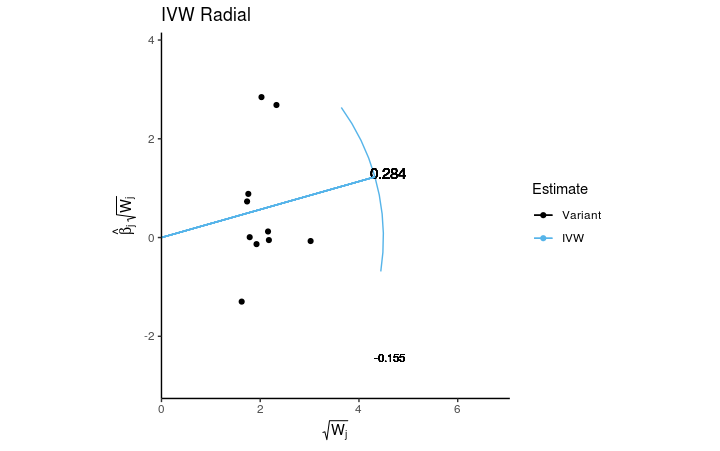 IVW Radial
4
2
0
-2
β̂ⱼ√Wⱼ
0.284
-0.155
0
2
4
6
√Wⱼ
Estimate
Variant
IVW